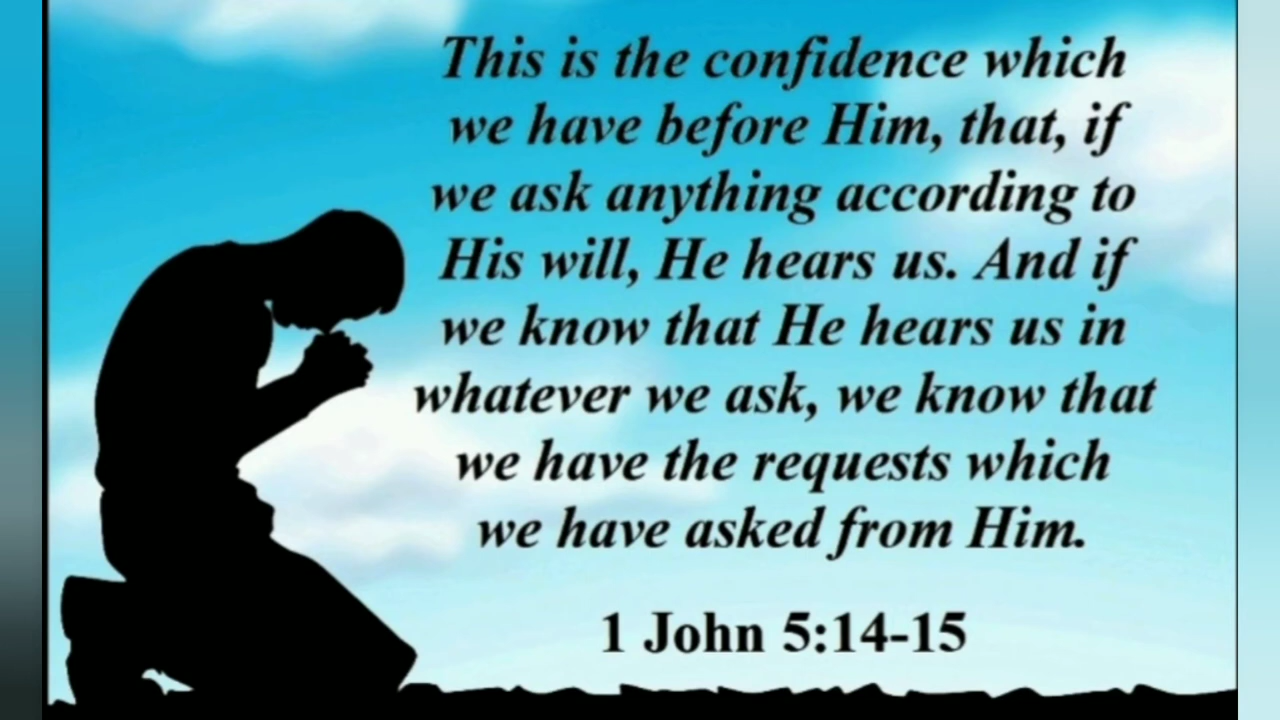 This is the confidence which
we have before Him, that, if
we ask anything according to
His will, He hears us. And if
we know that He hears us in
whatever we ask, we know that
we have the requests which
we have asked from Him.
1 John 5:14-15